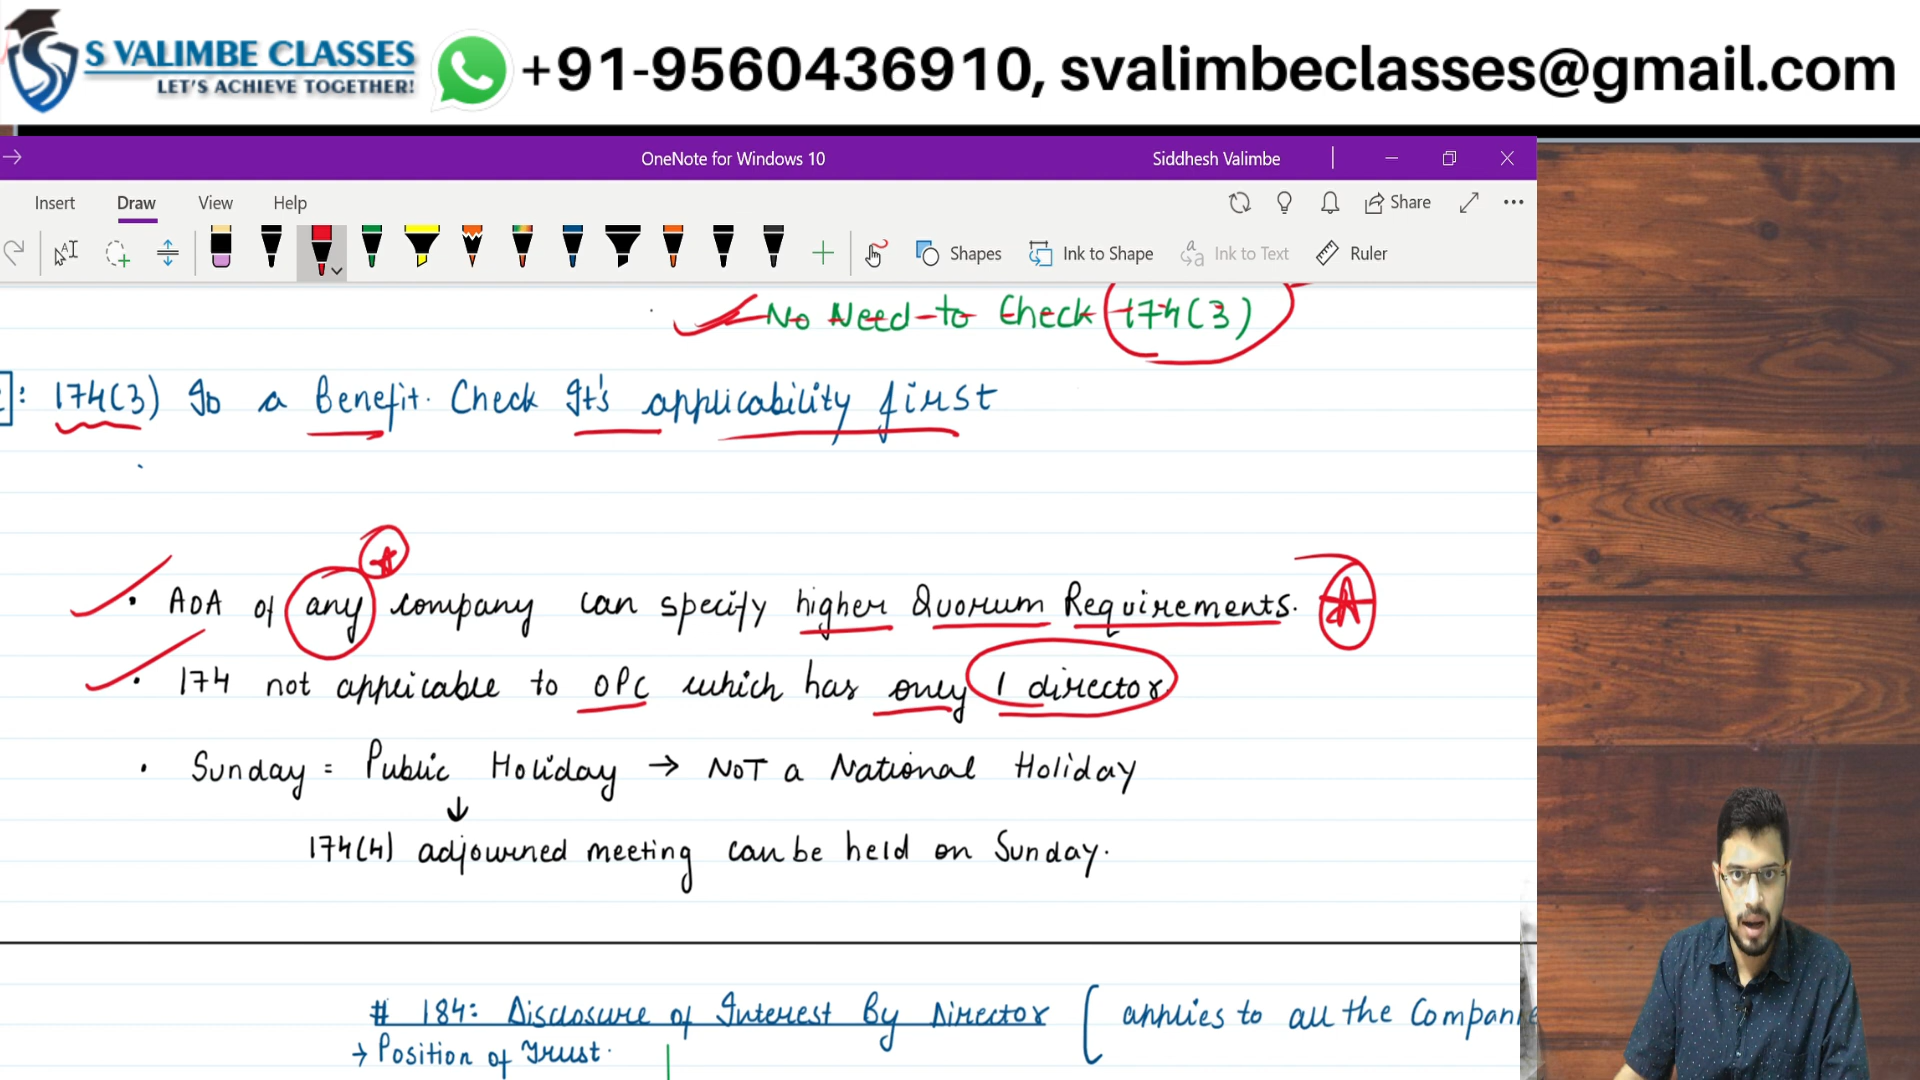 S VALIMBE CLASSES
LET'S ACHIEVE TOGETHER!
+91-9560436910, svalimbeclasses@gmail.com
OneNote for Windows 10
Siddhesh Valimbe
Insert Draw View Help
Share
Shapes Ink to Shape Ink to Text Ruler
No Need to Check 174(3)
]: 174(3) Is a Benefit. Check It's applicability first
• AOA of any company can specify higher Quorum Requirements.
• 174 not applicable to OPC which has only 1 director.
• Sunday = Public Holiday → NOT a National Holiday
↓
174(4) adjourned meeting can be held on Sunday.
# 184: Disclosure of Interest By Director [ applies to all the Companie
→ Position of Trust.